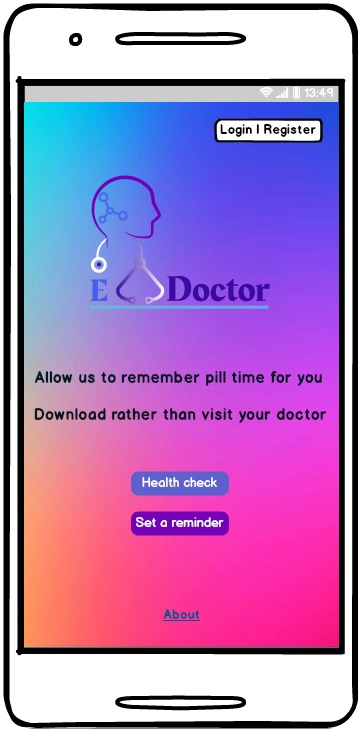 13:49
Login | Register
E Doctor
Allow us to remember pill time for you
Download rather than visit your doctor
Health check
Set a reminder
About